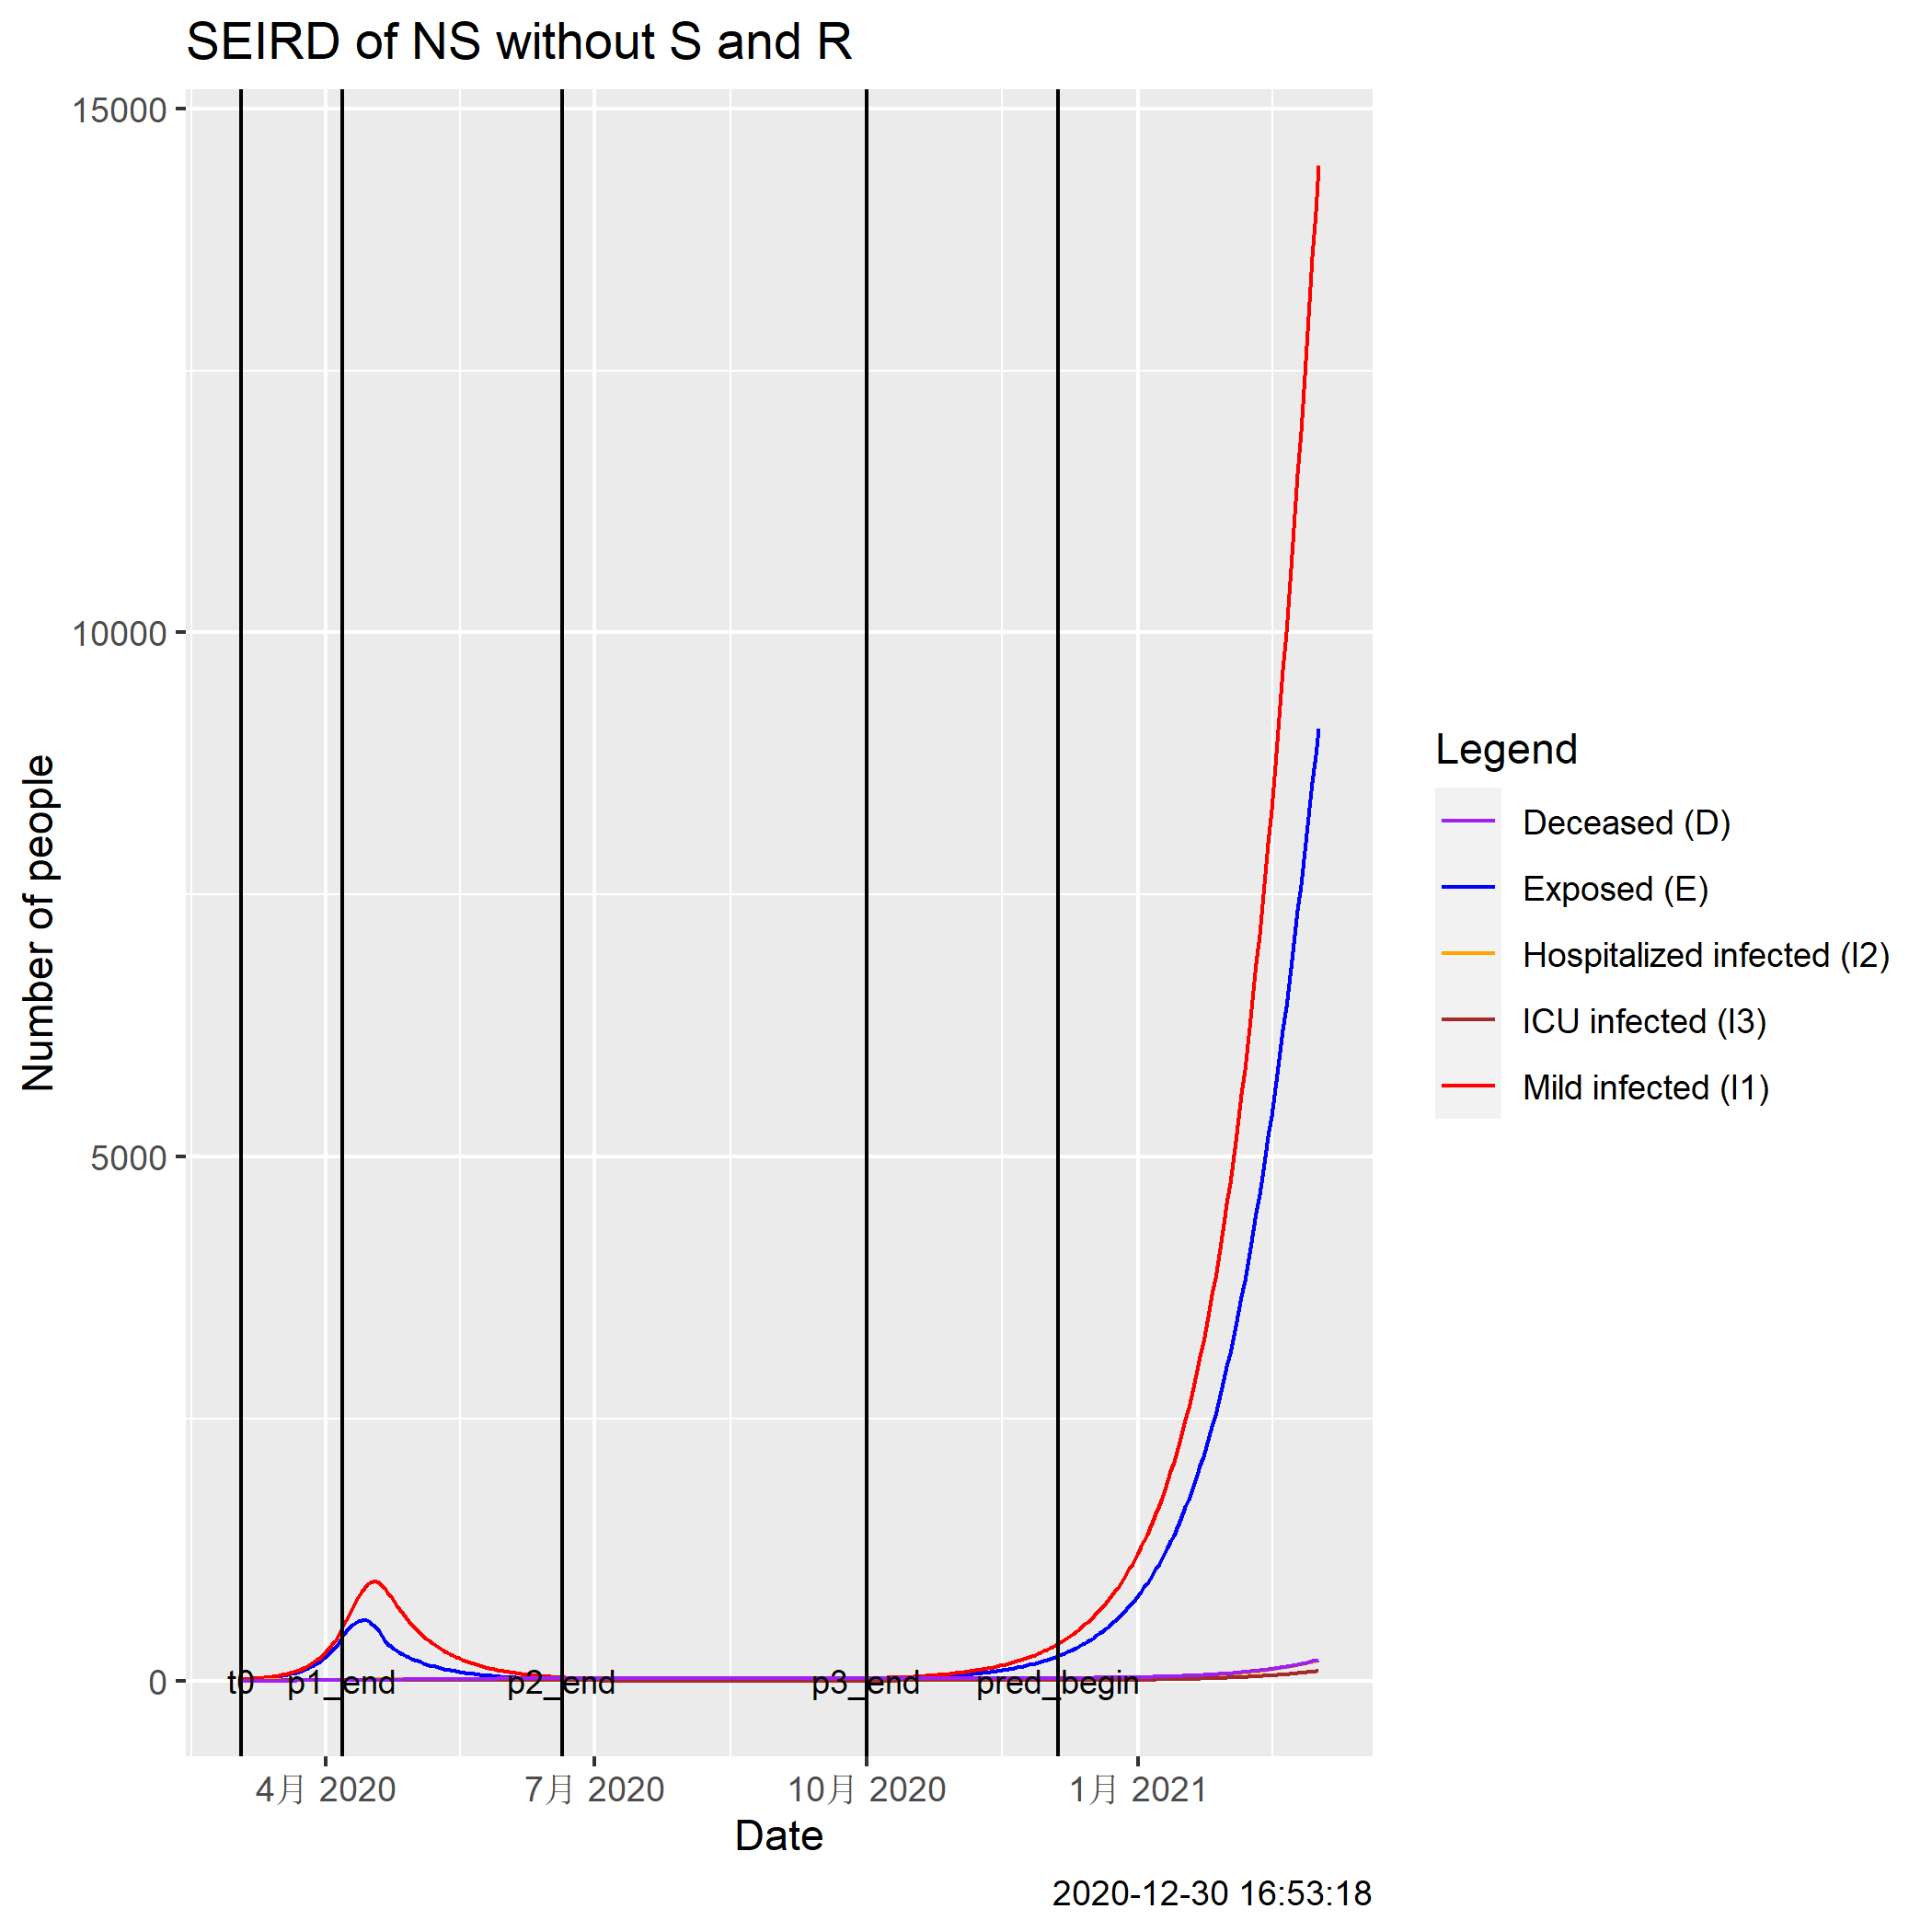 SEIRD of NS without S and R
15000
10000
5000
0
Number of people
t0 p1_end p2_end p3_end pred_begin
4月 2020 7月 2020 10月 2020 1月 2021
Date
2020-12-30 16:53:18
Legend
Deceased (D)
Exposed (E)
Hospitalized infected (I2)
ICU infected (I3)
Mild infected (I1)